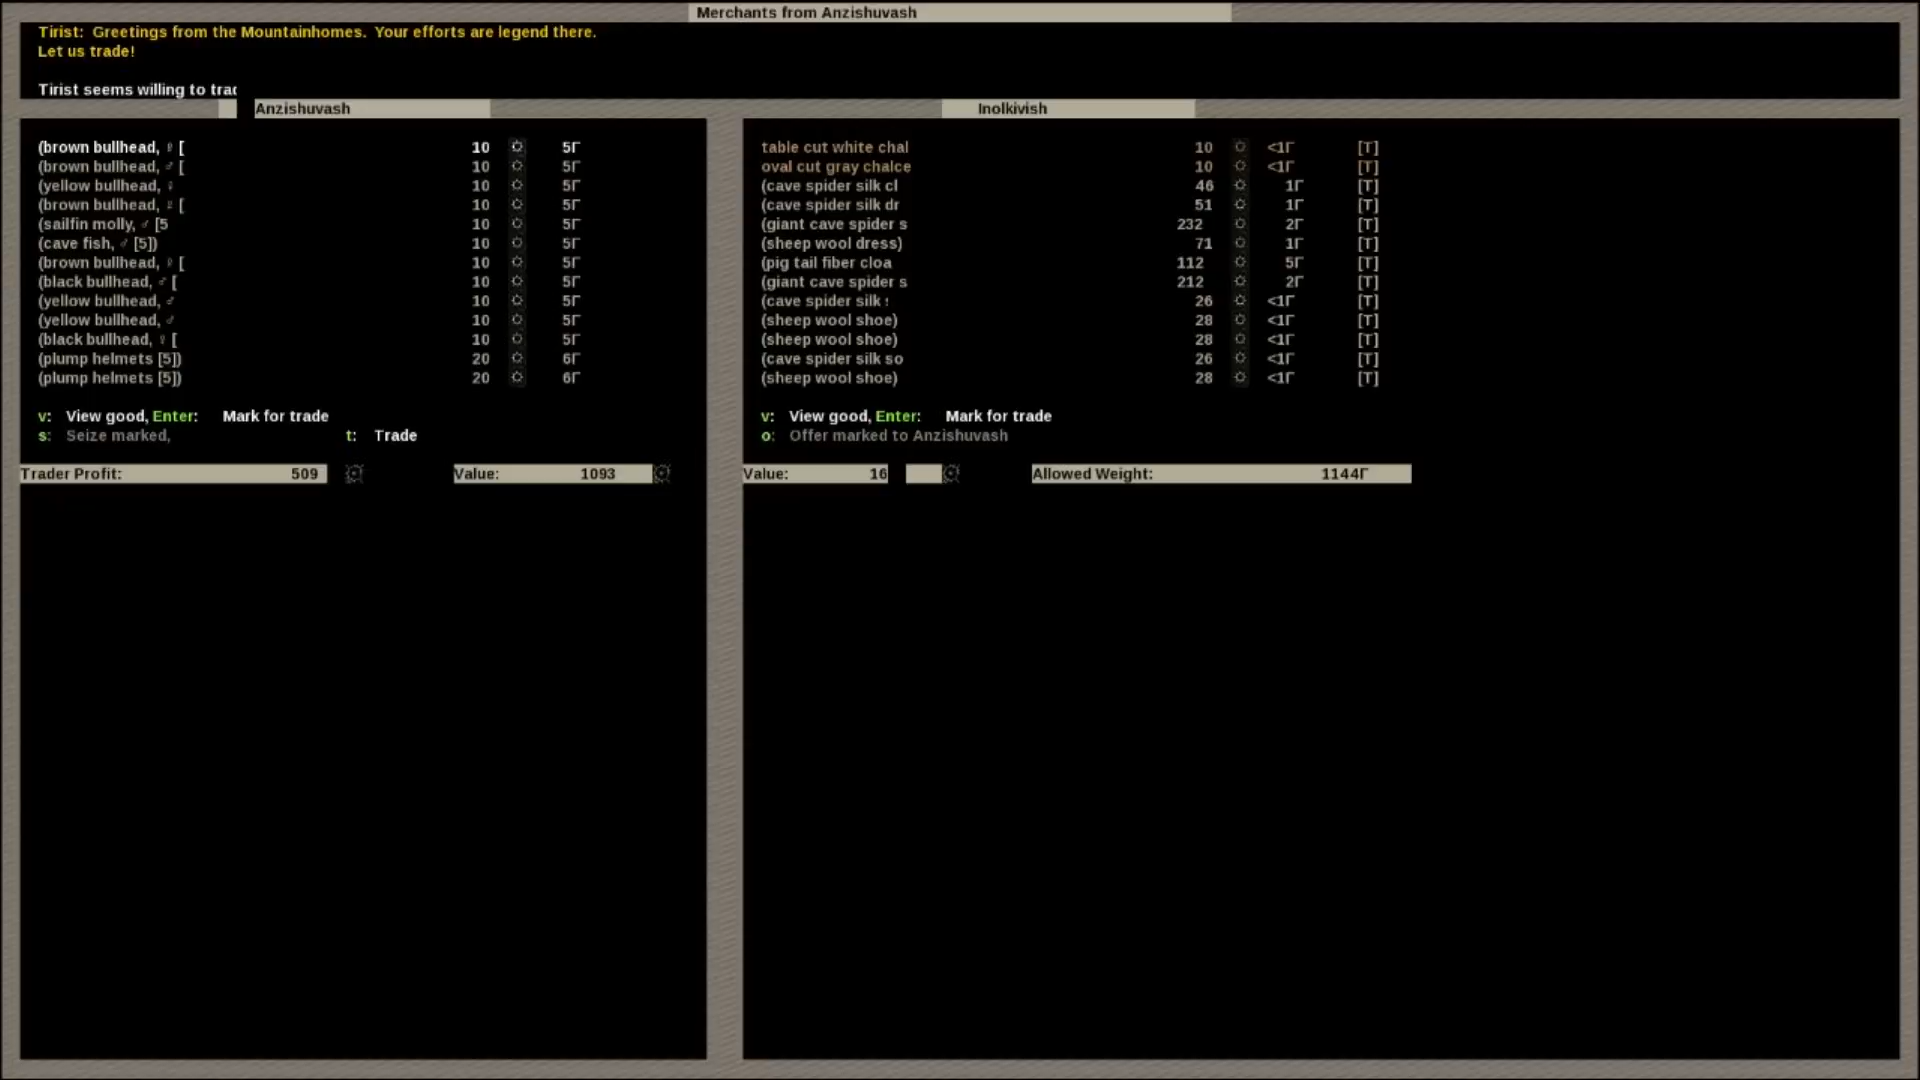 Merchants from Anzishuvash
Tirist: Greetings from the Mountainhomes. Your efforts are legend there.
Let us trade!
Tirist seems willing to trad
Anzishuvash
Inolkivish
(brown bullhead, ♀ [ 10 ☼ 5Γ
(brown bullhead, ♂ [ 10 ☼ 5Γ
(yellow bullhead, ♀ 10 ☼ 5Γ
(brown bullhead, ♀ [ 10 ☼ 5Γ
(sailfin molly, ♂ [5 10 ☼ 5Γ
(cave fish, ♂ [5]) 10 ☼ 5Γ
(brown bullhead, ♀ [ 10 ☼ 5Γ
(black bullhead, ♂ [ 10 ☼ 5Γ
(yellow bullhead, ♂ 10 ☼ 5Γ
(yellow bullhead, ♂ 10 ☼ 5Γ
(black bullhead, ♀ [ 10 ☼ 5Γ
(plump helmets [5]) 20 ☼ 6Γ
(plump helmets [5]) 20 ☼ 6Γ
v: View good, Enter: Mark for trade
s: Seize marked, t: Trade
Trader Profit: 509 ☼ Value: 1093 ☼
table cut white chal 10 ☼ <1Γ [T]
oval cut gray chalce 10 ☼ <1Γ [T]
(cave spider silk cl 46 ☼ 1Γ [T]
(cave spider silk dr 51 ☼ 1Γ [T]
(giant cave spider s 232 ☼ 2Γ [T]
(sheep wool dress) 71 ☼ 1Γ [T]
(pig tail fiber cloa 112 ☼ 5Γ [T]
(giant cave spider s 212 ☼ 2Γ [T]
(cave spider silk s 26 ☼ <1Γ [T]
(sheep wool shoe) 28 ☼ <1Γ [T]
(sheep wool shoe) 28 ☼ <1Γ [T]
(cave spider silk so 26 ☼ <1Γ [T]
(sheep wool shoe) 28 ☼ <1Γ [T]
v: View good, Enter: Mark for trade
o: Offer marked to Anzishuvash
Value: 16 ☼ Allowed Weight: 1144Γ